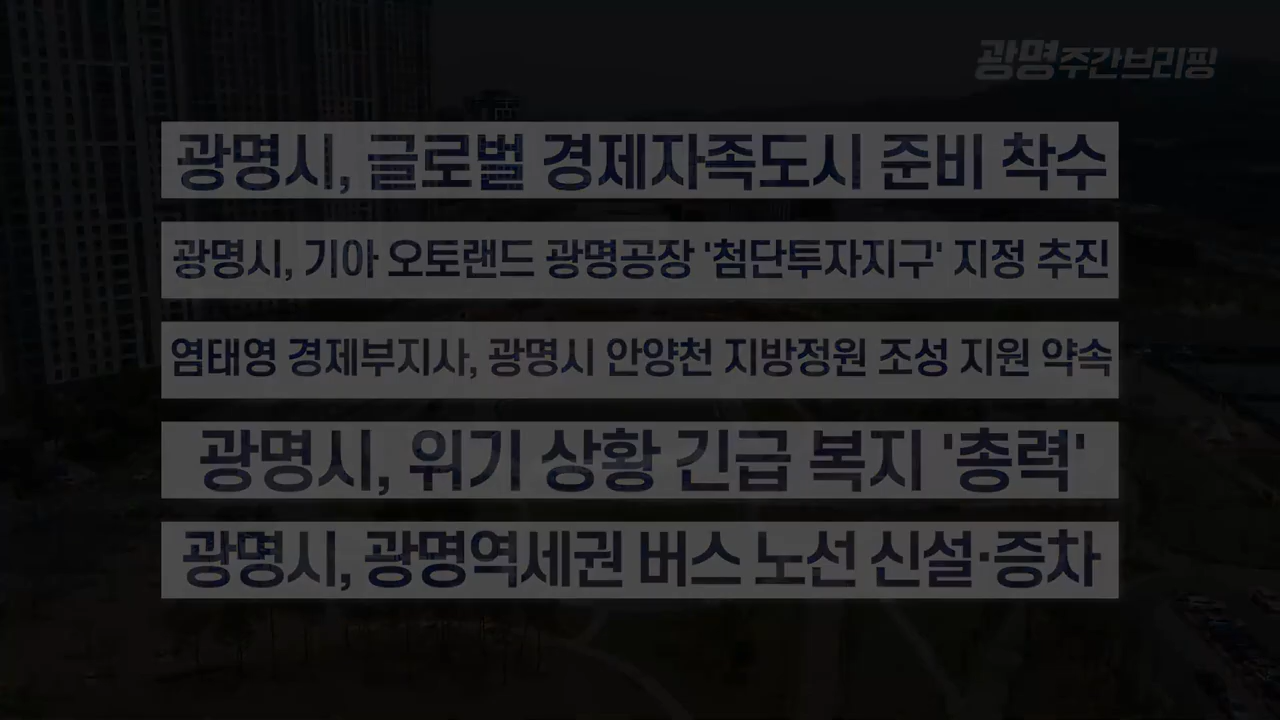 광명주간브리핑
광명시, 글로벌 경제자족도시 준비 착수
광명시, 기아 오토랜드 광명공장 '첨단투자지구' 지정 추진
염태영 경제부지사, 광명시 안양천 지방정원 조성 지원 약속
광명시, 위기 상황 긴급 복지 '총력'
광명시, 광명역세권 버스 노선 신설·증차